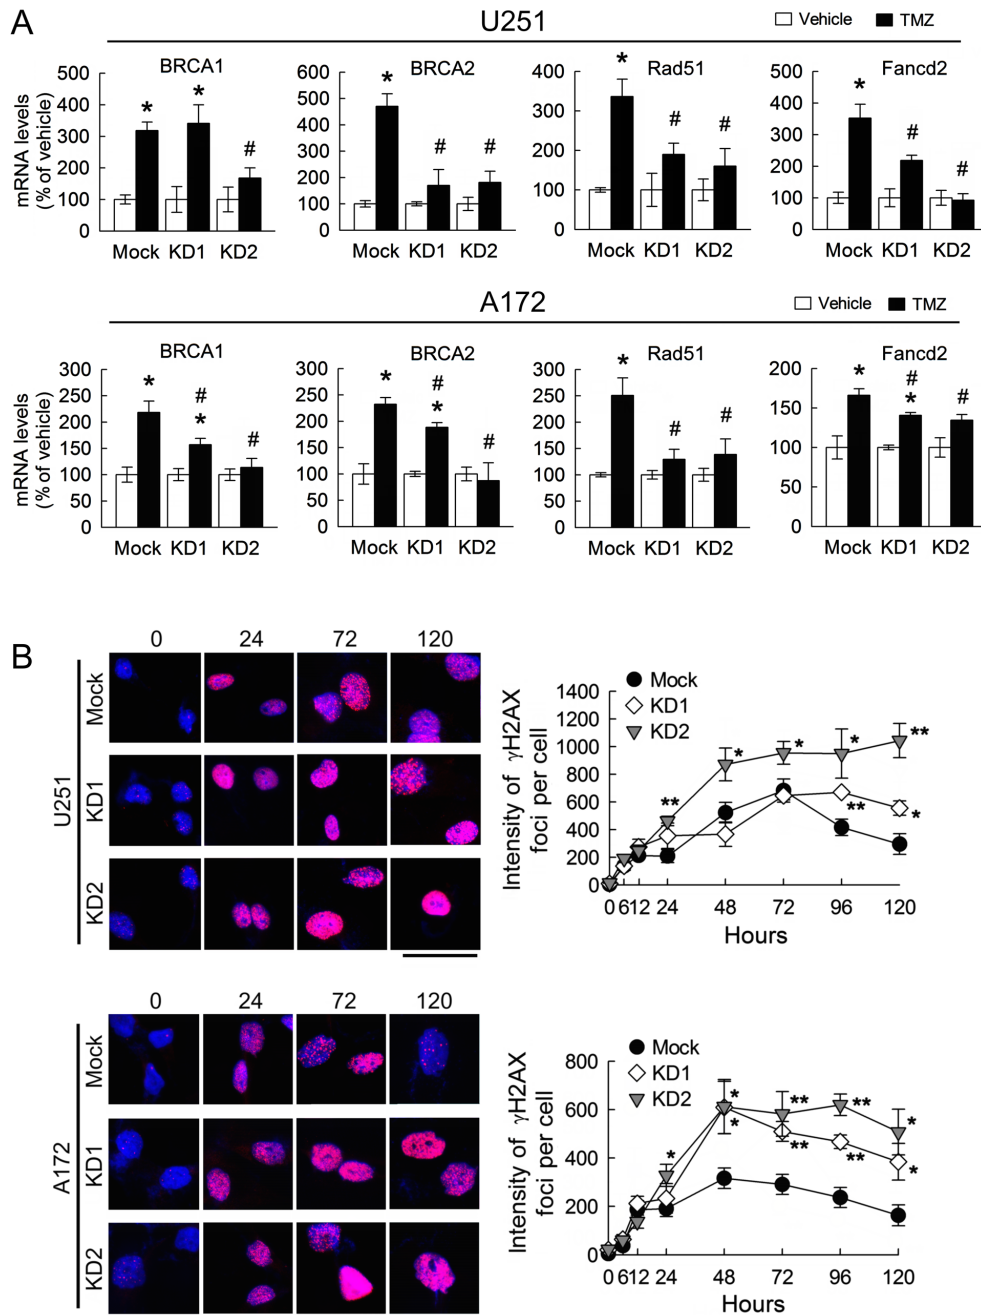 A
U251
Vehicle TMZ
BRCA1 BRCA2 Rad51 Fancd2
mRNA levels
(% of vehicle)
500
400
300
200
100
0
* * #
Mock KD1 KD2
600
500
400
300
200
100
0
* # #
Mock KD1 KD2
400
300
200
100
0
* # #
Mock KD1 KD2
500
400
300
200
100
0
* # #
Mock KD1 KD2
A172
Vehicle TMZ
BRCA1 BRCA2 Rad51 Fancd2
mRNA levels
(% of vehicle)
300
250
200
150
100
50
0
* # * #
Mock KD1 KD2
300
250
200
150
100
50
0
* # * #
Mock KD1 KD2
300
250
200
150
100
50
0
* # #
Mock KD1 KD2
200
150
100
50
0
* # * #
Mock KD1 KD2
B
0 24 72 120
U251
Mock
KD1
KD2
Mock
KD1
KD2
Intensity of γH2AX
foci per cell
1400
1200
1000
800
600
400
200
0
** * * * ** ** *
0 6 12 24 48 72 96 120
Hours
0 24 72 120
A172
Mock
KD1
KD2
Mock
KD1
KD2
Intensity of γH2AX
foci per cell
800
600
400
200
0
* * * ** ** ** ** * *
0 6 12 24 48 72 96 120
Hours